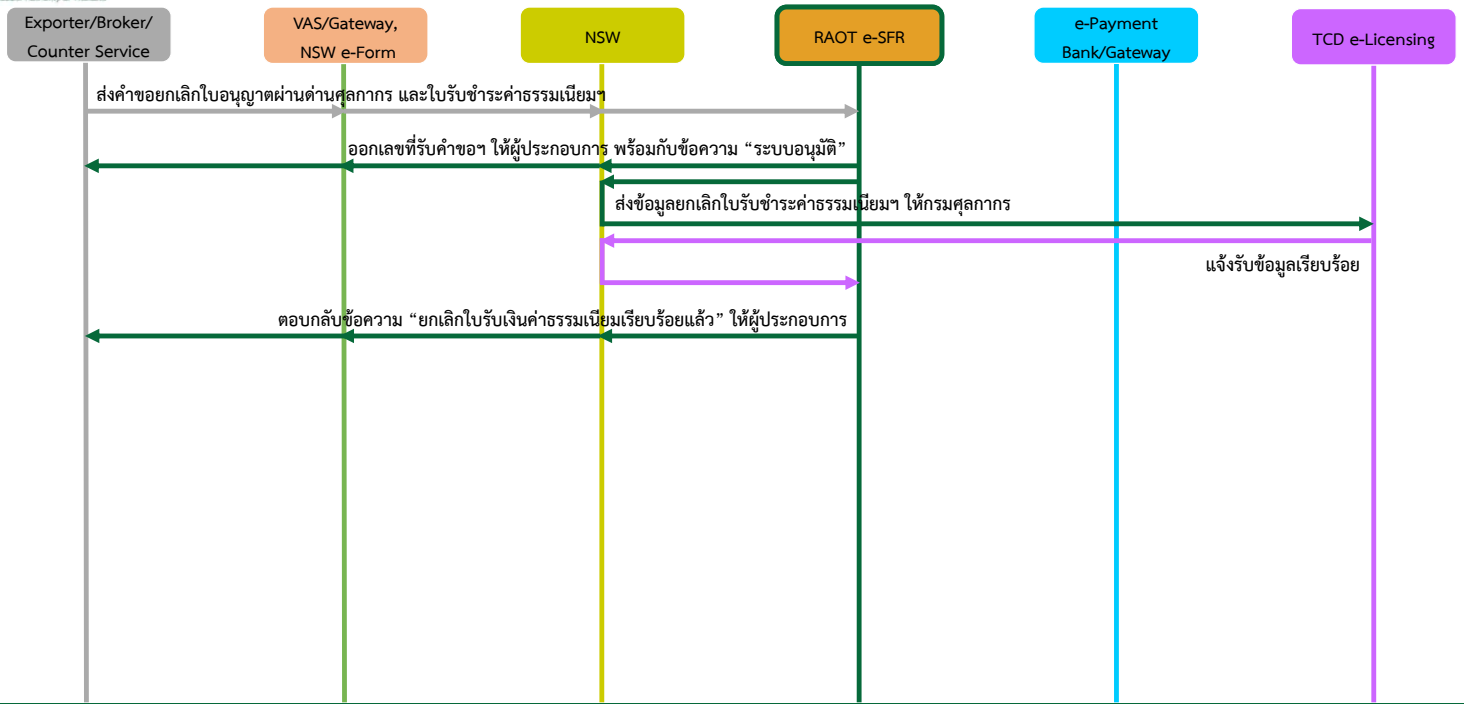 Exporter/Broker/
Counter Service
VAS/Gateway,
NSW e-Form
NSW
RAOT e-SFR
e-Payment
Bank/Gateway
TCD e-Licensing
ส่งคำขอยกเลิกใบอนุญาตผ่านด่านศุลกากร และใบรับชำระค่าธรรมเนียมฯ
ออกเลขที่รับคำขอฯ ให้ผู้ประกอบการ พร้อมกับข้อความ “ระบบอนุมัติ”
ส่งข้อมูลยกเลิกใบรับชำระค่าธรรมเนียมฯ ให้กรมศุลกากร
แจ้งรับข้อมูลเรียบร้อย
ตอบกลับข้อความ “ยกเลิกใบรับเงินค่าธรรมเนียมเรียบร้อยแล้ว” ให้ผู้ประกอบการ